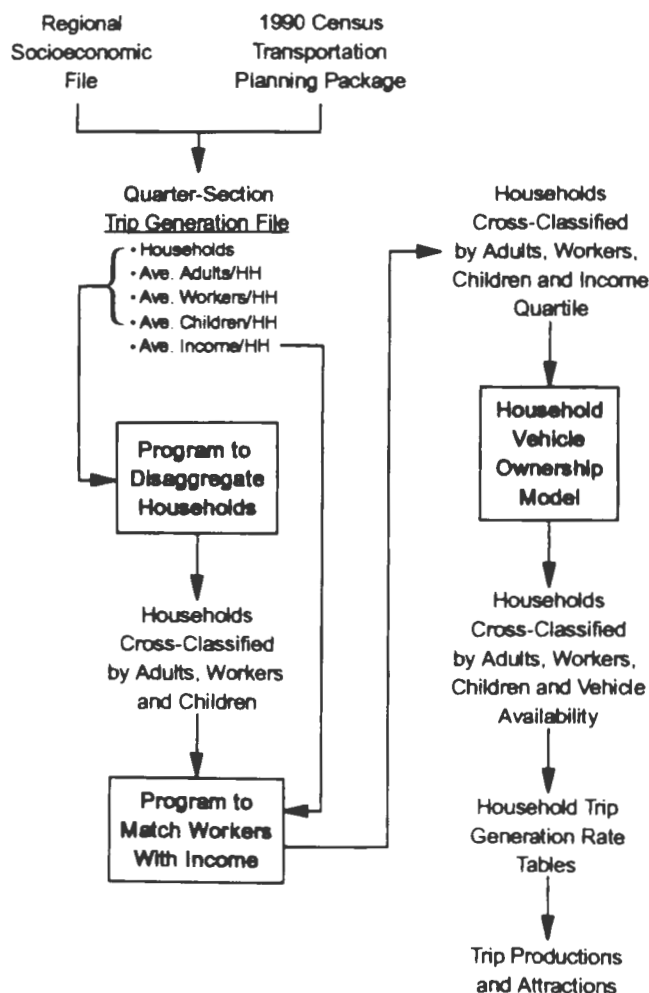 Regional
Socioeconomic
File
1990 Census
Transportation
Planning Package
Quarter-Section
Trip Generation File
• Households
• Ave. Adults/HH
• Ave. Workers/HH
• Ave. Children/HH
• Ave. Income/HH
Program to
Disaggregate
Households
Households
Cross-Classified
by Adults, Workers
and Children
Program to
Match Workers
With Income
Households
Cross-Classified
by Adults, Workers,
Children and Income
Quartile
Household
Vehicle
Ownership
Model
Households
Cross-Classified
by Adults, Workers,
Children and Vehicle
Availability
Household Trip
Generation Rate
Tables
Trip Productions
and Attractions